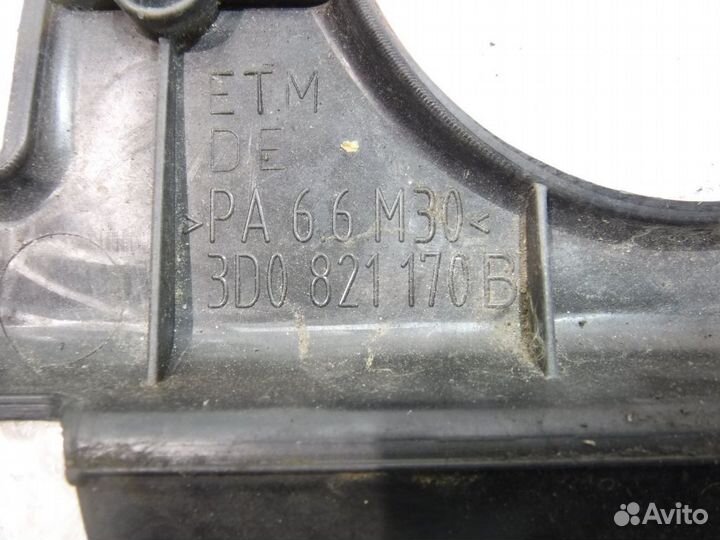 ETM
DE
>PA 6.6 M30<
3D0 821 170 B
Avito